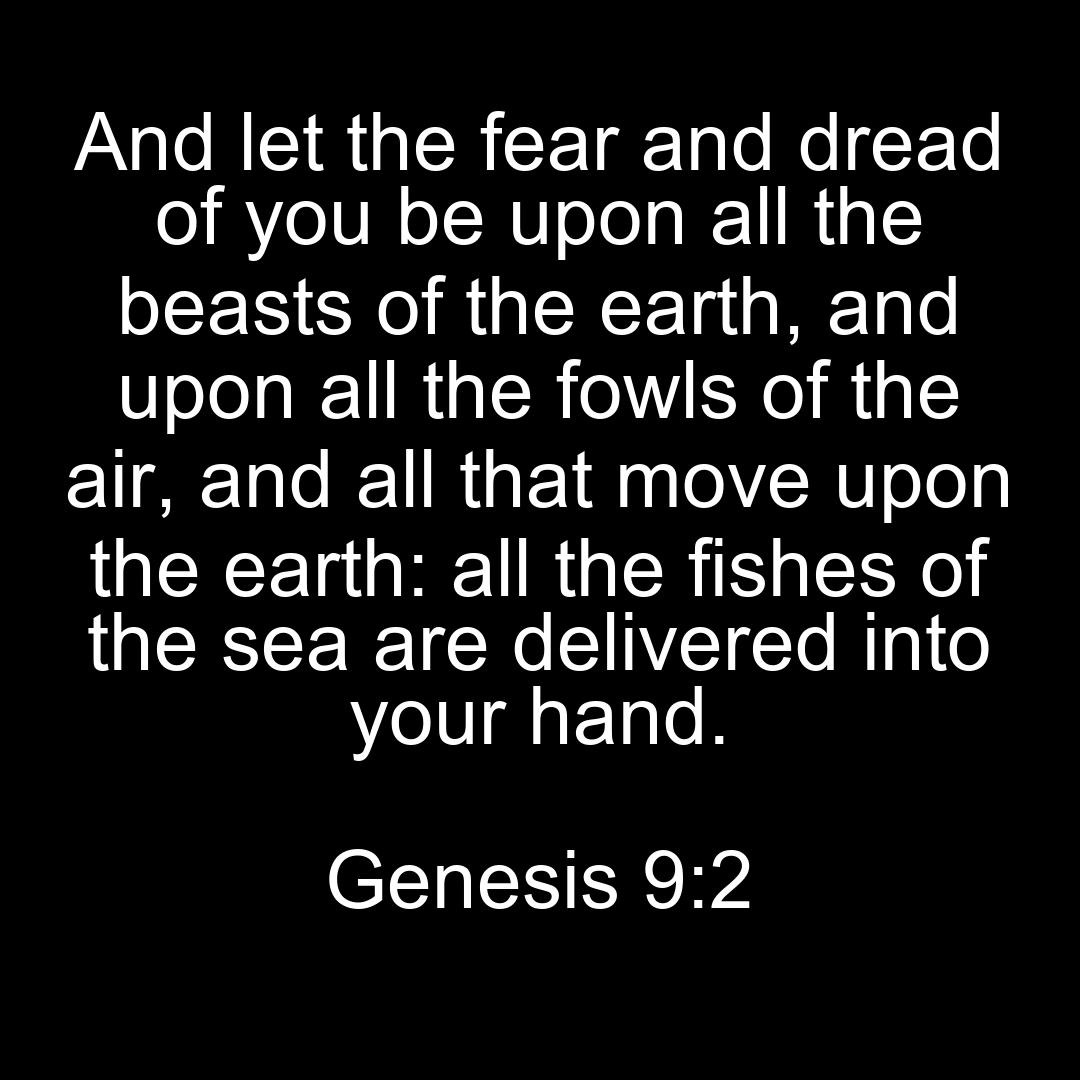 And let the fear and dread
of you be upon all the
beasts of the earth, and
upon all the fowls of the
air, and all that move upon
the earth: all the fishes of
the sea are delivered into
your hand.
Genesis 9:2